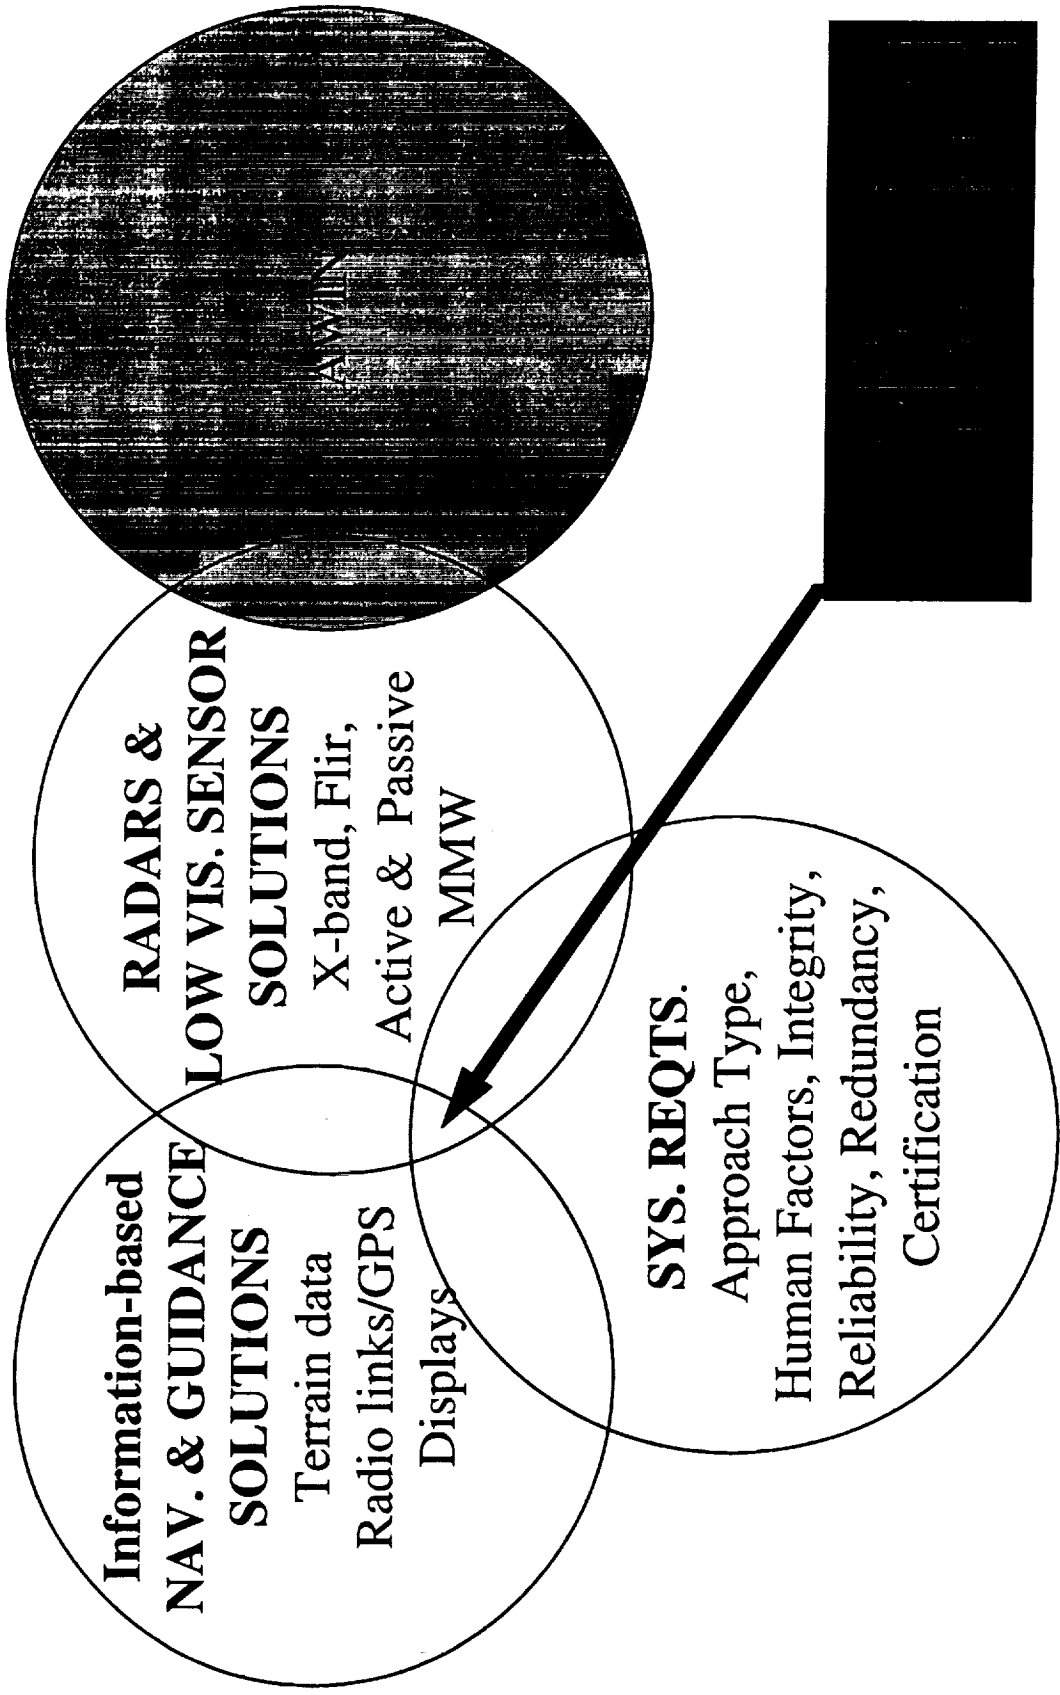 Information-based
NAV. & GUIDANCE
SOLUTIONS
Terrain data
Radio links/GPS
Displays
RADARS &
LOW VIS. SENSOR
SOLUTIONS
X-band, Flir,
Active & Passive
MMW
SYS. REQTS.
Approach Type,
Human Factors, Integrity,
Reliability, Redundancy,
Certification